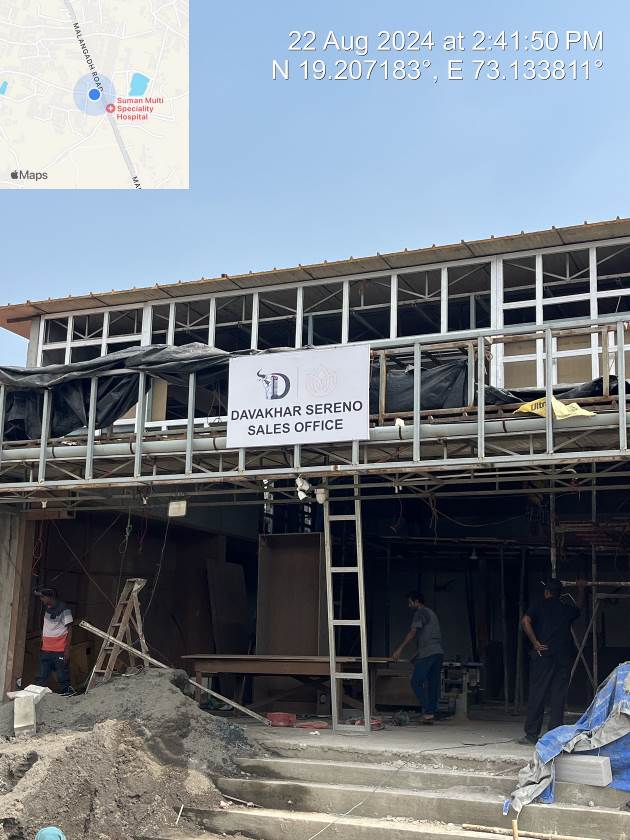 22 Aug 2024 at 2:41:50 PM
N 19.207183°, E 73.133811°
MALANGADH ROAD
Suman Multi
Speciality
Hospital
Maps
D
DAVAKHAR SERENO
SALES OFFICE